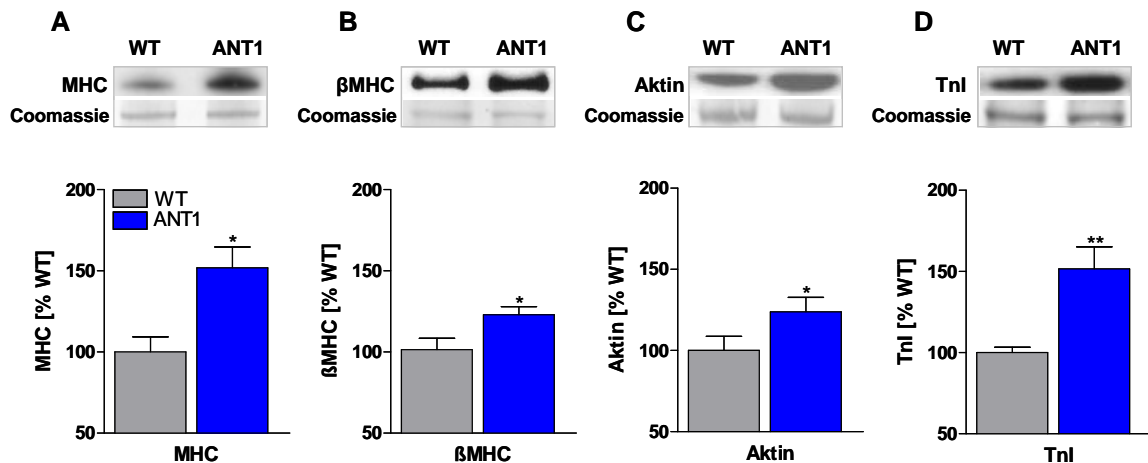 A
WT ANT1
MHC
Coomassie
200
150
100
50
MHC [% WT]
WT
ANT1
*
MHC
B
WT ANT1
βMHC
Coomassie
200
150
100
50
ßMHC [% WT]
*
ßMHC
C
WT ANT1
Aktin
Coomassie
200
150
100
50
Aktin [% WT]
*
Aktin
D
WT ANT1
TnI
Coomassie
200
150
100
50
TnI [% WT]
**
TnI